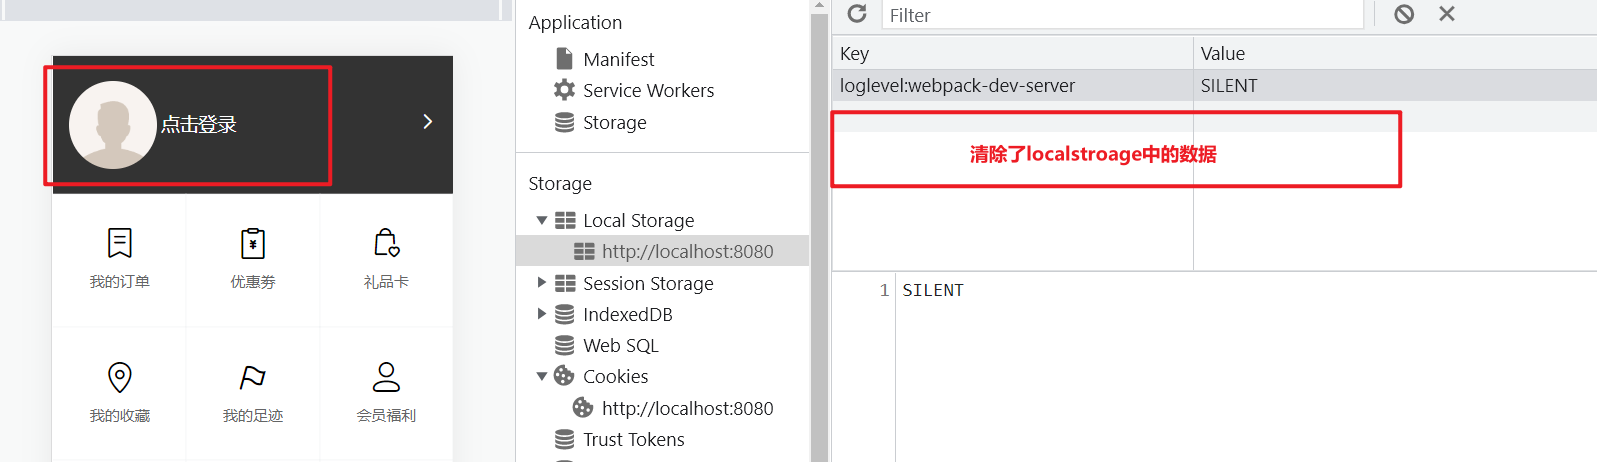 点击登录
我的订单
优惠券
礼品卡
我的收藏
我的足迹
会员福利
Application
Manifest
Service Workers
Storage
Storage
Local Storage
http://localhost:8080
Session Storage
IndexedDB
Web SQL
Cookies
http://localhost:8080
Trust Tokens
Filter
Key Value
loglevel:webpack-dev-server SILENT
清除了localstroage中的数据
1 SILENT